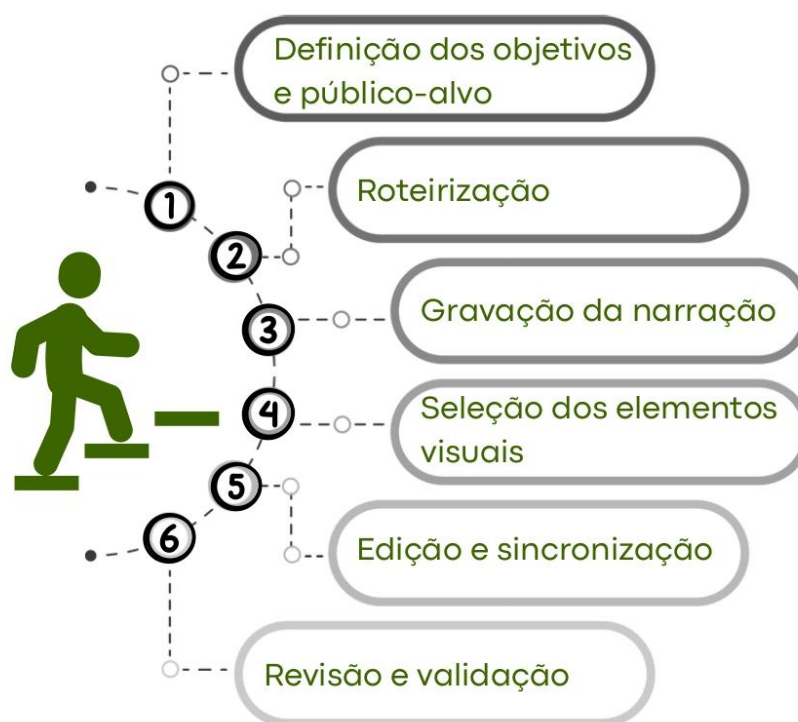 Definição dos objetivos
e público-alvo
1
Roteirização
2
Gravação da narração
3
Seleção dos elementos
visuais
4
5
Edição e sincronização
6
Revisão e validação